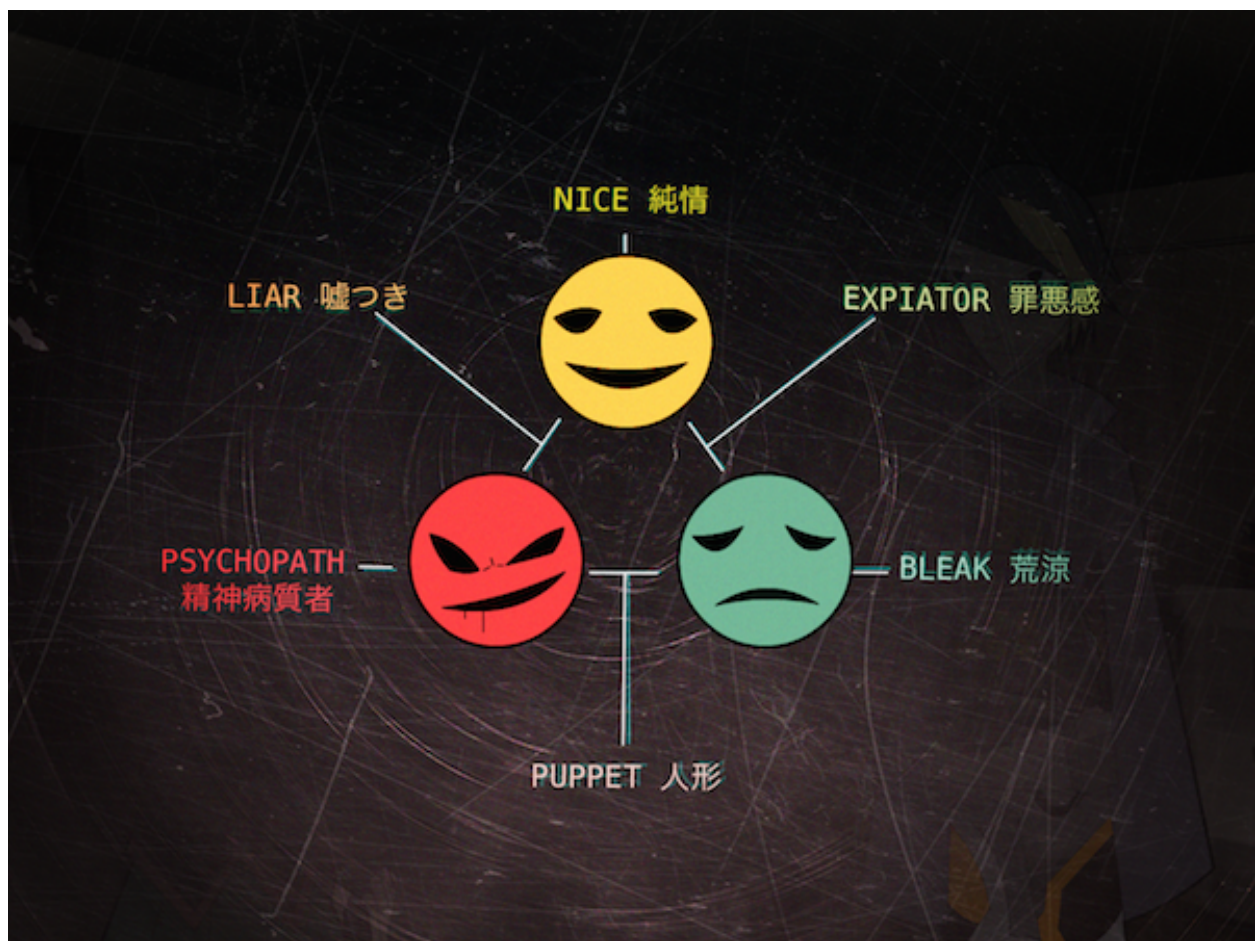 NICE 純情
LIAR 嘘つき
EXPIATOR 罪悪感
PSYCHOPATH
精神病質者
BLEAK 荒涼
PUPPET 人形